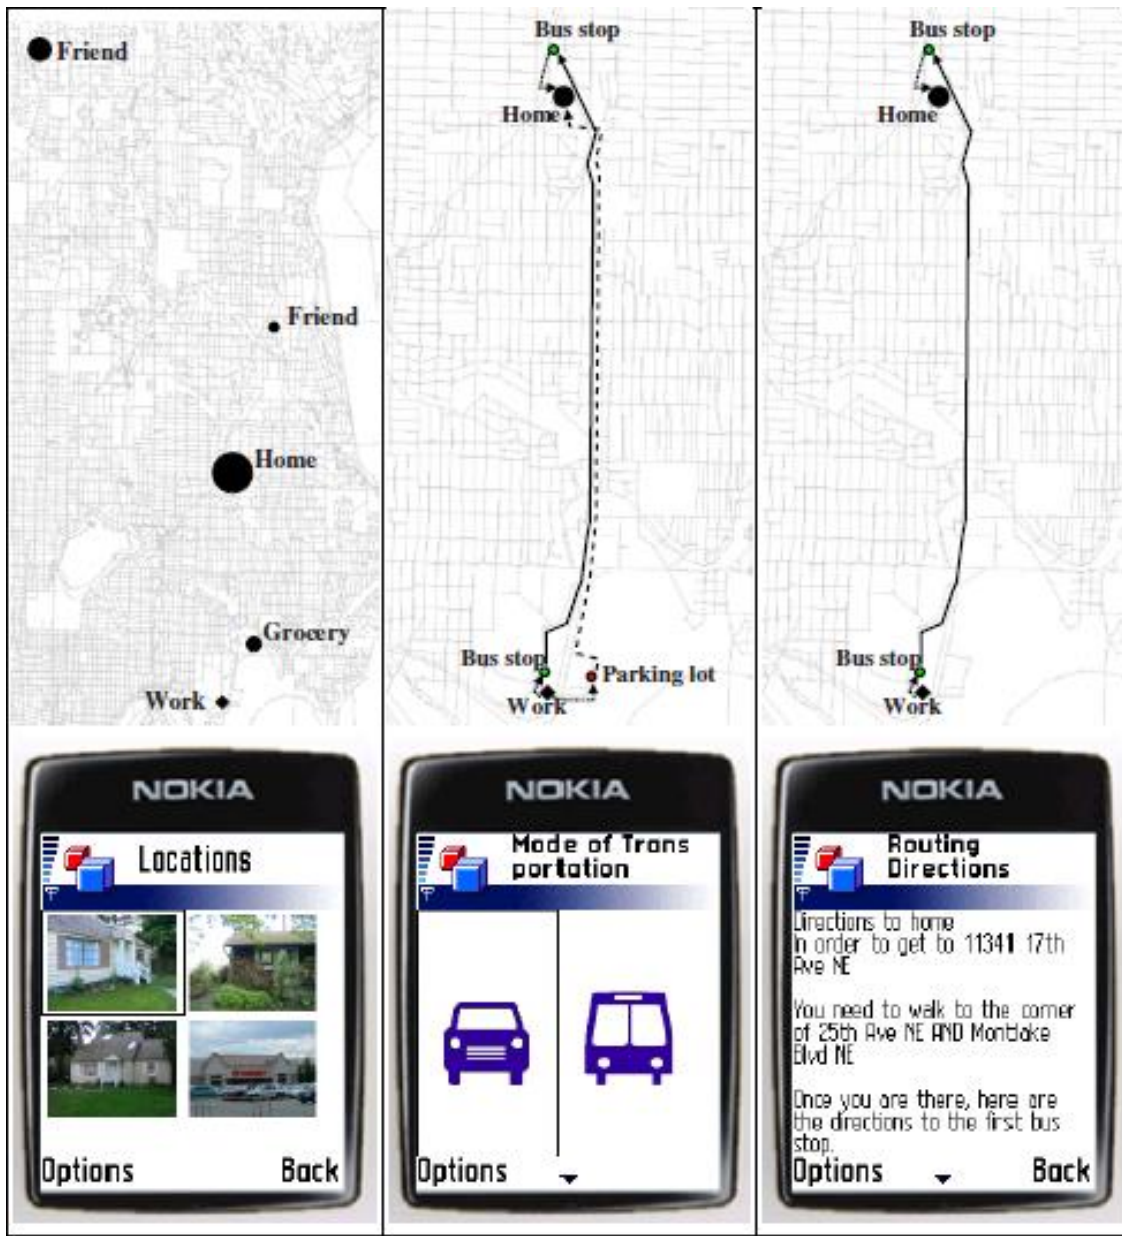 Friend
Friend
Home
Grocery
Work
Bus stop
Home
Bus stop
Parking lot
Work
Bus stop
Home
Bus stop
Work
NOKIA
Locations
Options
Back
NOKIA
Mode of Trans
portation
Options
NOKIA
Routing
Directions
Directions to home
In order to get to 11341 17th
Ave NE
You need to walk to the corner
of 25th Ave NE AND Montlake
Blvd NE
Once you are there, here are
the directions to the first bus
stop.
Options
Back